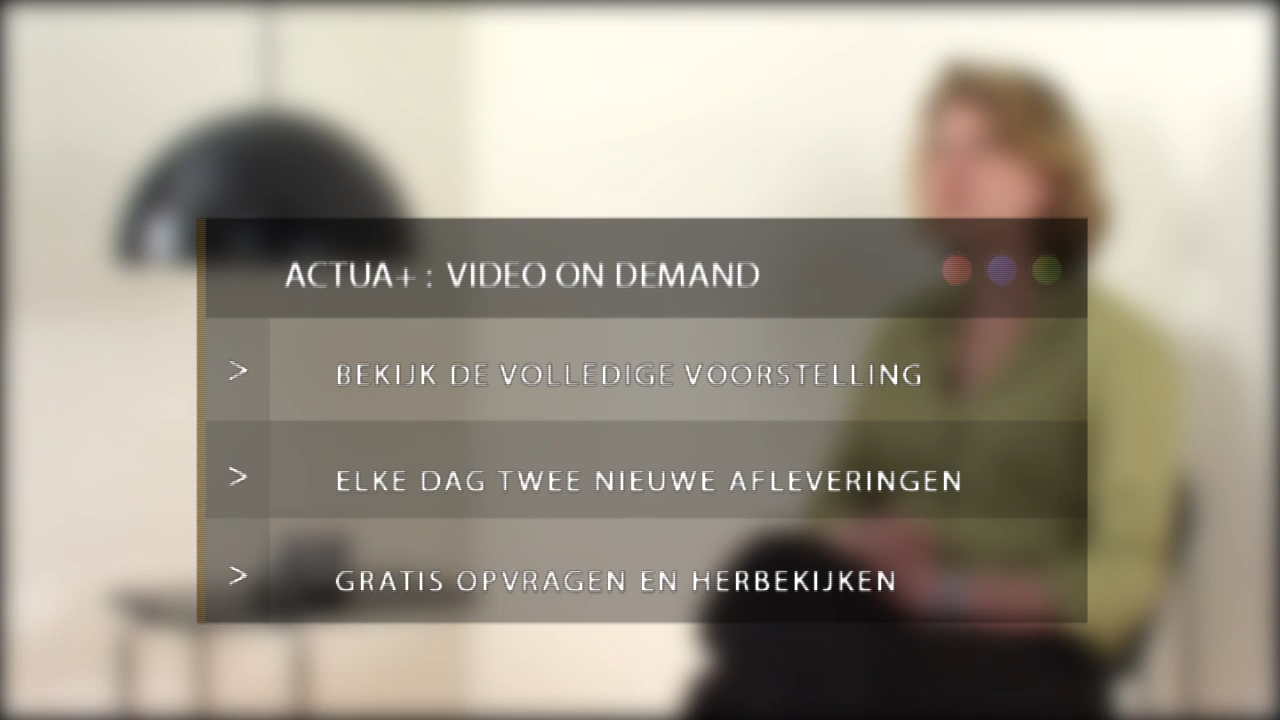 ACTUA+ : VIDEO ON DEMAND
> BEKIJK DE VOLLEDIGE VOORSTELLING
> ELKE DAG TWEE NIEUWE AFLEVERINGEN
> GRATIS OPVRAGEN EN HERBEKIJKEN